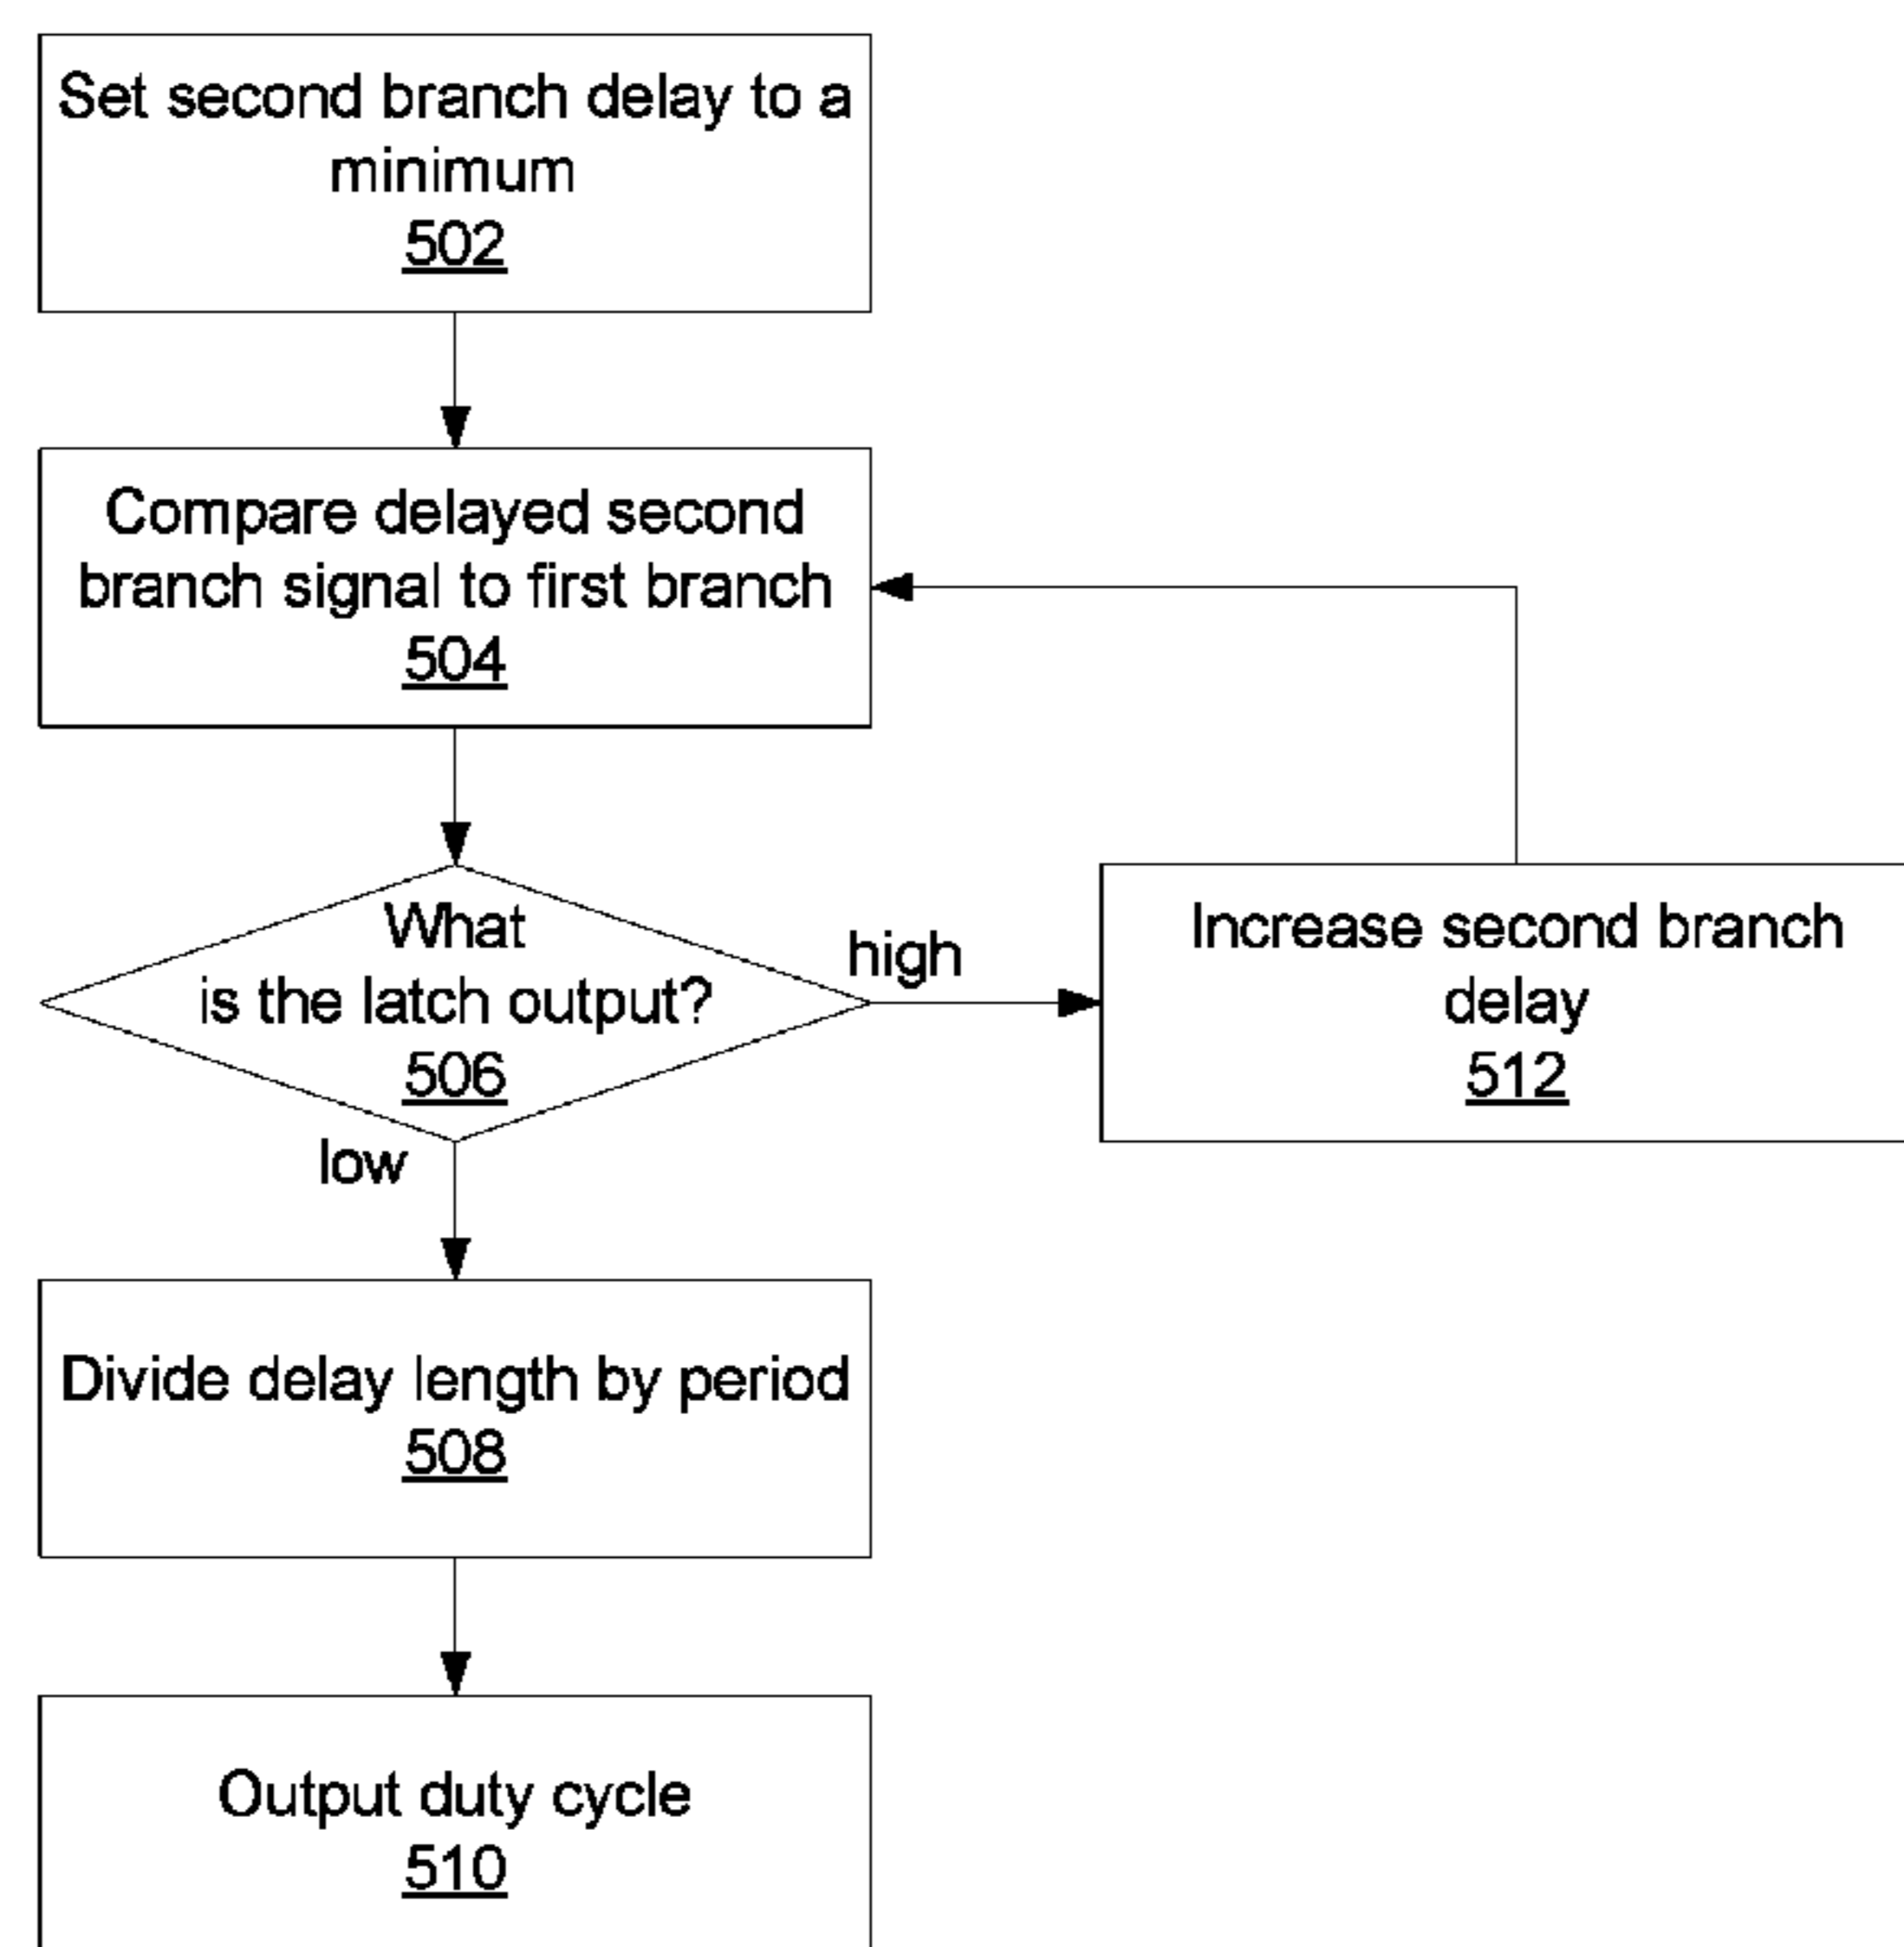 Set second branch delay to a
minimum
502
Compare delayed second
branch signal to first branch
504
What
is the latch output?
506
high
Increase second branch
delay
512
low
Divide delay length by period
508
Output duty cycle
510